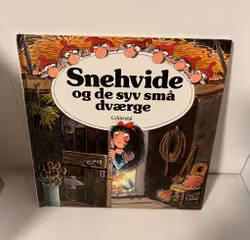 Snehvide
og de syv små
dværge
Gyldendal